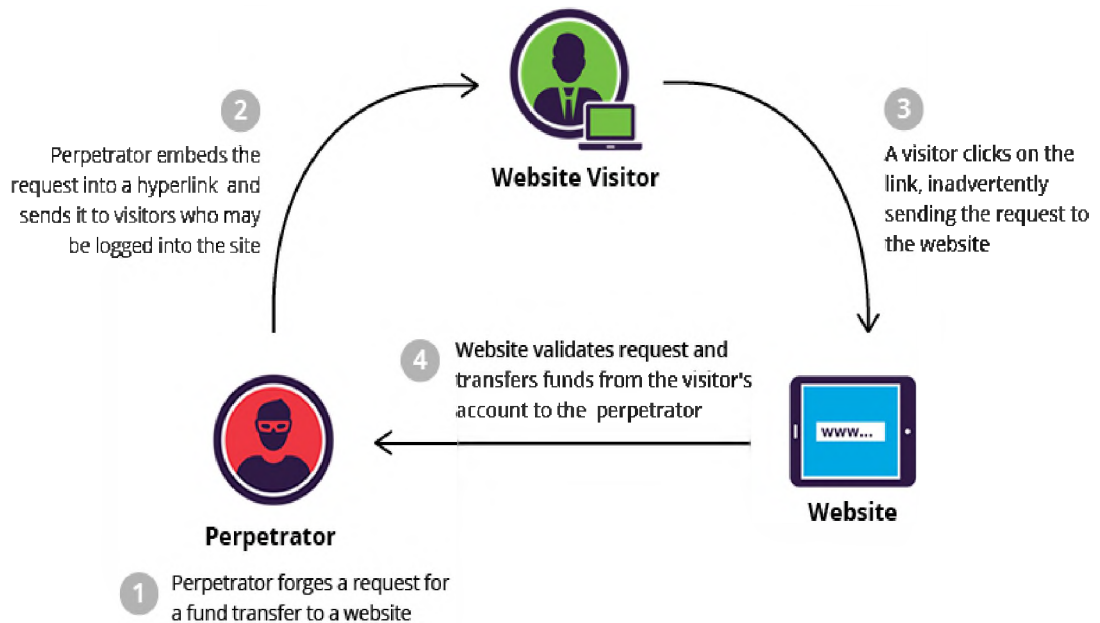 2
Perpetrator embeds the
request into a hyperlink and
sends it to visitors who may
be logged into the site
Website Visitor
3
A visitor clicks on the
link, inadvertently
sending the request to
the website
4
Website validates request and
transfers funds from the visitor's
account to the perpetrator
www...
Website
Perpetrator
1
Perpetrator forges a request for
a fund transfer to a website